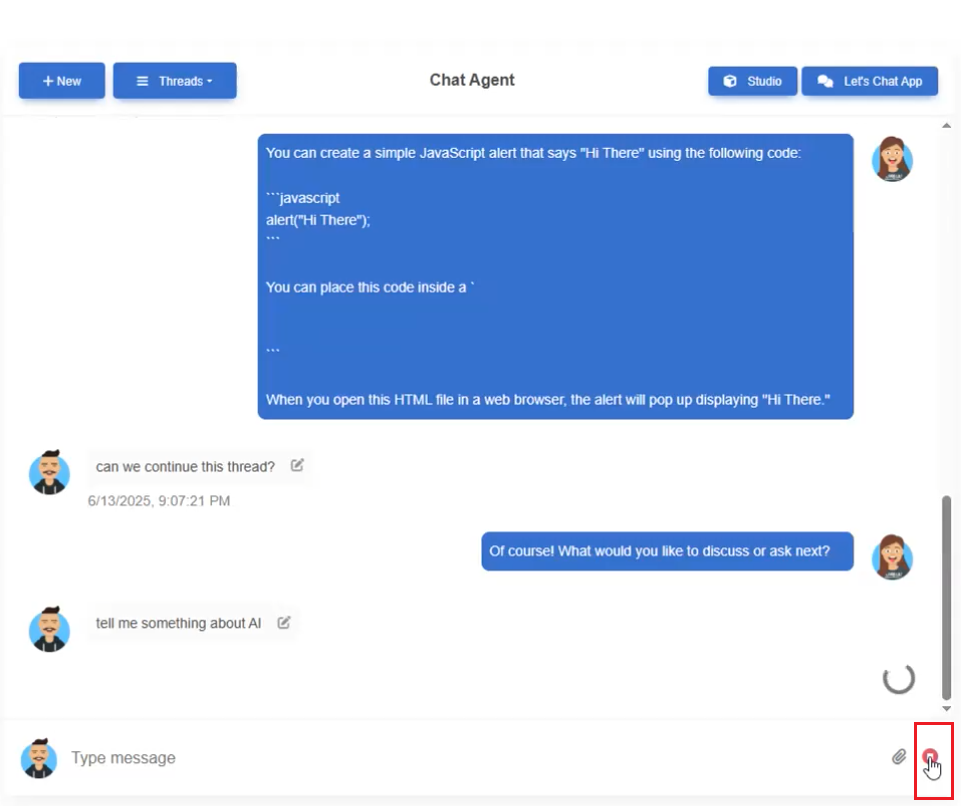 + New
Threads
Chat Agent
Studio
Let's Chat App
You can create a simple JavaScript alert that says "Hi There" using the following code:
```javascript
alert("Hi There");
```
You can place this code inside a `
```
When you open this HTML file in a web browser, the alert will pop up displaying "Hi There."
can we continue this thread?
6/13/2025, 9:07:21 PM
Of course! What would you like to discuss or ask next?
tell me something about AI
Type message